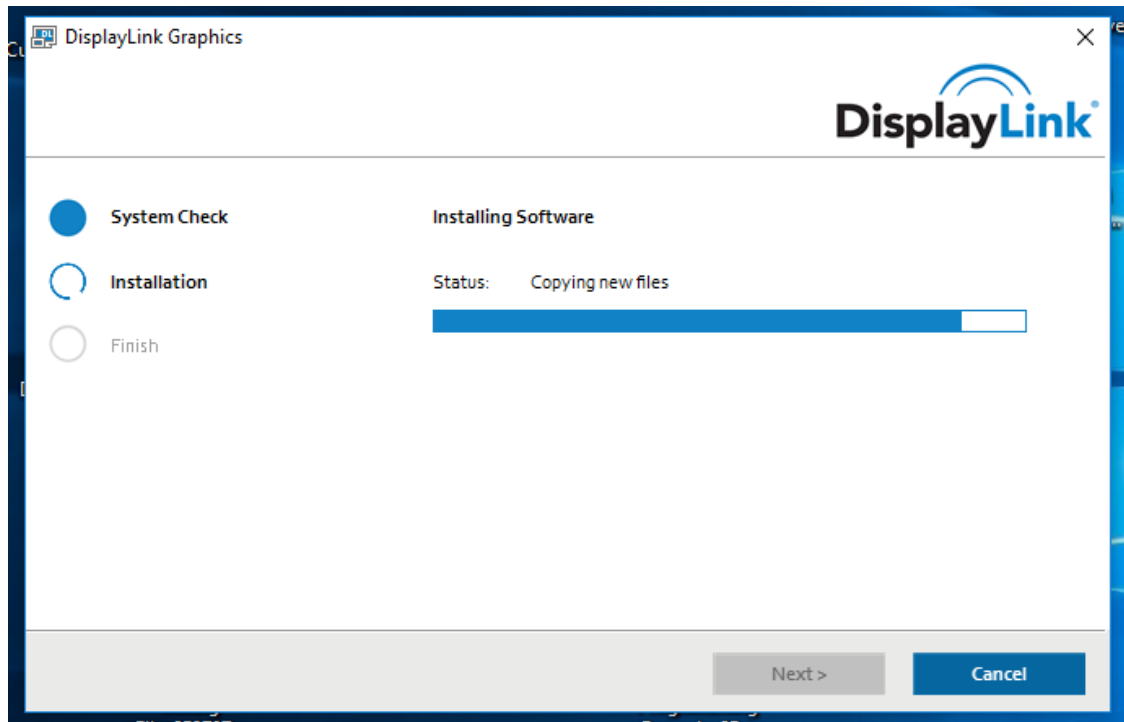 DisplayLink Graphics
DisplayLink
System Check
Installing Software
Installation
Status: Copying new files
Finish
Next >
Cancel